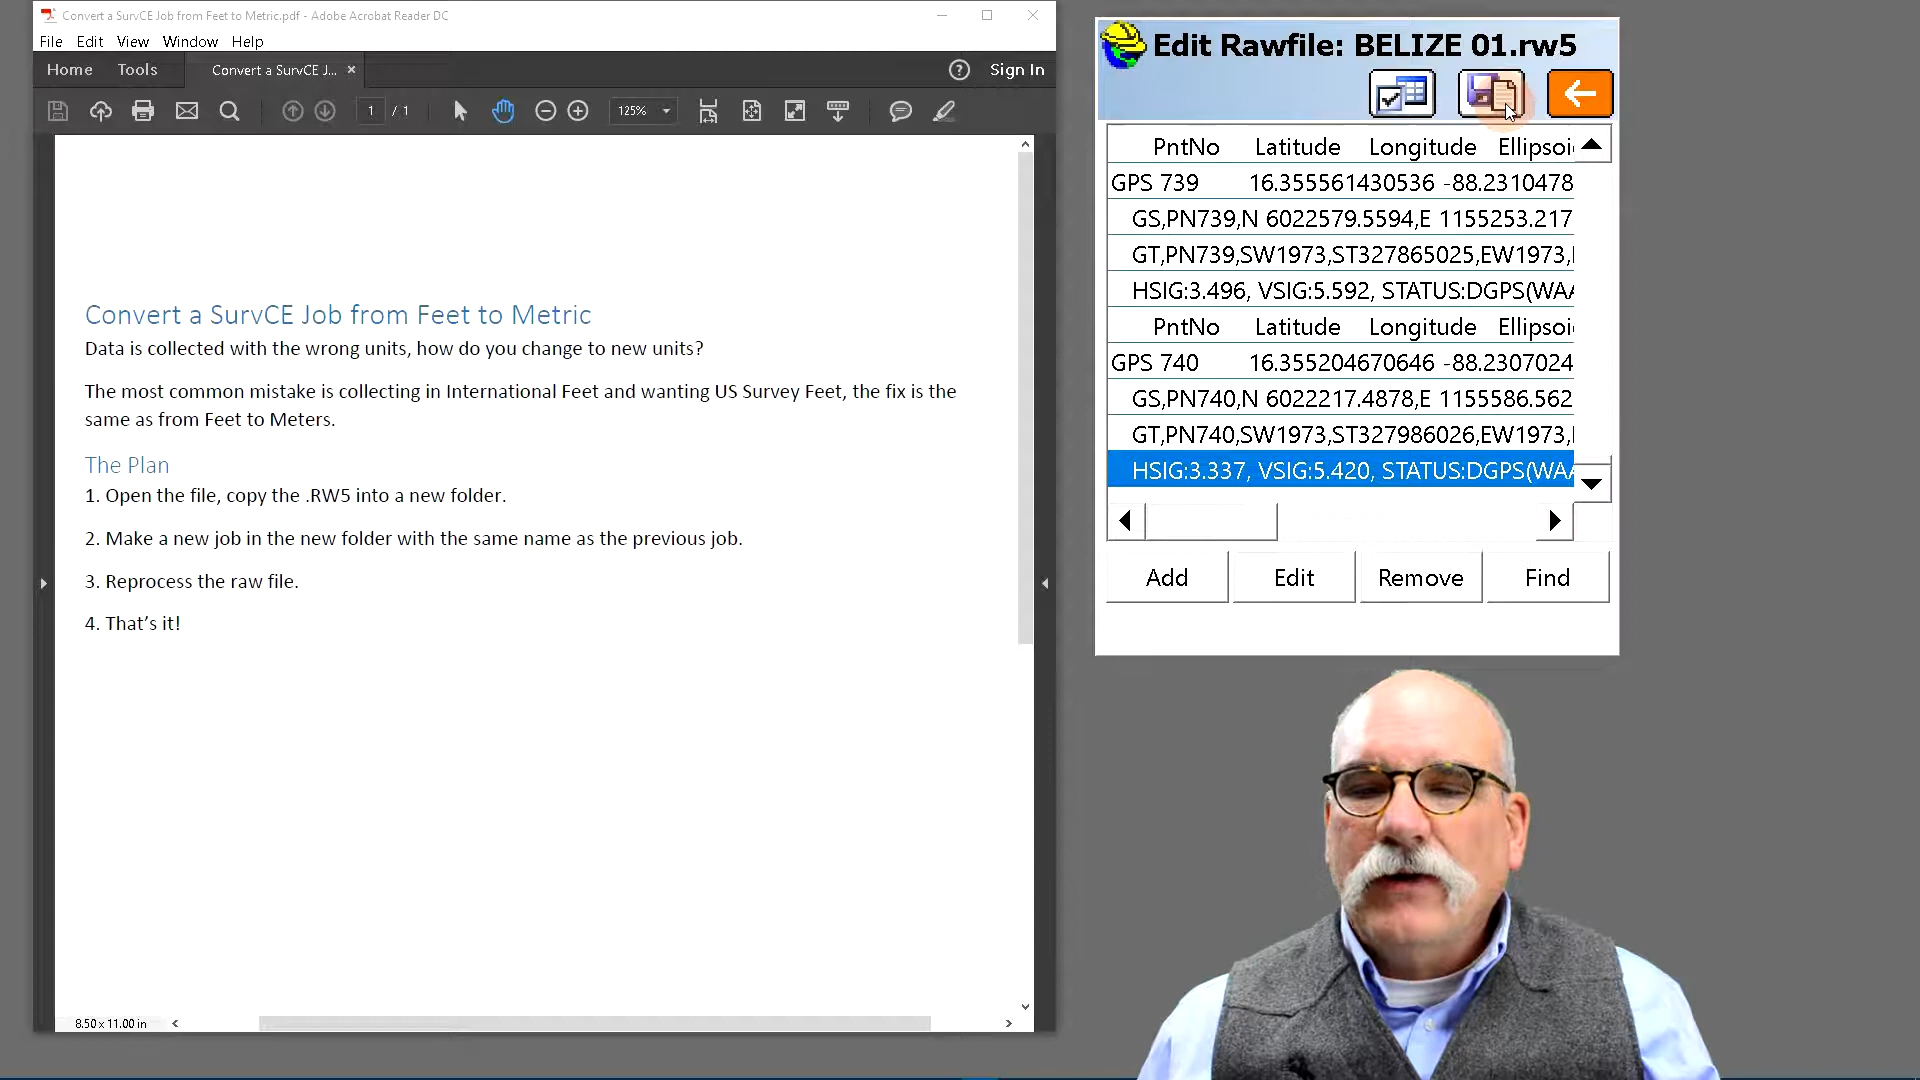 Convert a SurvCE Job from Feet to Metric.pdf - Adobe Acrobat Reader DC
File Edit View Window Help
Home Tools Convert a SurvCE J... × ? Sign In
1 / 1 125%
Convert a SurvCE Job from Feet to Metric
Data is collected with the wrong units, how do you change to new units?
The most common mistake is collecting in International Feet and wanting US Survey Feet, the fix is the
same as from Feet to Meters.
The Plan
1. Open the file, copy the .RW5 into a new folder.
2. Make a new job in the new folder with the same name as the previous job.
3. Reprocess the raw file.
4. That’s it!
8.50 x 11.00 in
Edit Rawfile: BELIZE 01.rw5
PntNo Latitude Longitude Ellipsoi
GPS 739 16.355561430536 -88.2310478
GS,PN739,N 6022579.5594,E 1155253.217
GT,PN739,SW1973,ST327865025,EW1973,
HSIG:3.496, VSIG:5.592, STATUS:DGPS(WAA
PntNo Latitude Longitude Ellipsoi
GPS 740 16.355204670646 -88.2307024
GS,PN740,N 6022217.4878,E 1155586.562
GT,PN740,SW1973,ST327986026,EW1973,
HSIG:3.337, VSIG:5.420, STATUS:DGPS(WAA
Add Edit Remove Find